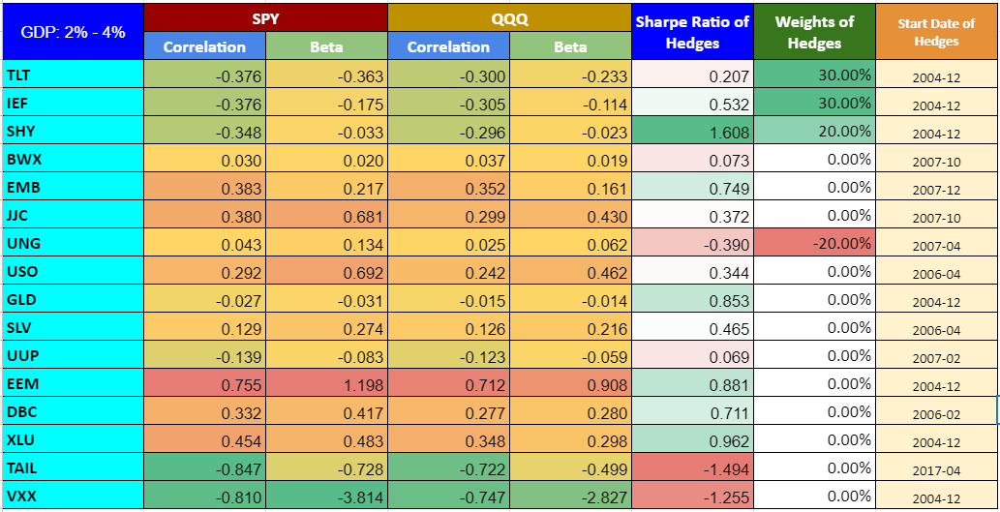 GDP: 2% - 4% SPY QQQ Sharpe Ratio of Hedges Weights of Hedges Start Date of Hedges
Correlation Beta Correlation Beta
TLT -0.376 -0.363 -0.300 -0.233 0.207 30.00% 2004-12
IEF -0.376 -0.175 -0.305 -0.114 0.532 30.00% 2004-12
SHY -0.348 -0.033 -0.296 -0.023 1.608 20.00% 2004-12
BWX 0.030 0.020 0.037 0.019 0.073 0.00% 2007-10
EMB 0.383 0.217 0.352 0.161 0.749 0.00% 2007-12
JJC 0.380 0.681 0.299 0.430 0.372 0.00% 2007-10
UNG 0.043 0.134 0.025 0.062 -0.390 -20.00% 2007-04
USO 0.292 0.692 0.242 0.462 0.344 0.00% 2006-04
GLD -0.027 -0.031 -0.015 -0.014 0.853 0.00% 2004-12
SLV 0.129 0.274 0.126 0.216 0.465 0.00% 2006-04
UUP -0.139 -0.083 -0.123 -0.059 0.069 0.00% 2007-02
EEM 0.755 1.198 0.712 0.908 0.881 0.00% 2004-12
DBC 0.332 0.417 0.277 0.280 0.711 0.00% 2006-02
XLU 0.454 0.483 0.348 0.298 0.962 0.00% 2004-12
TAIL -0.847 -0.728 -0.722 -0.499 -1.494 0.00% 2017-04
VXX -0.810 -3.814 -0.747 -2.827 -1.255 0.00% 2004-12